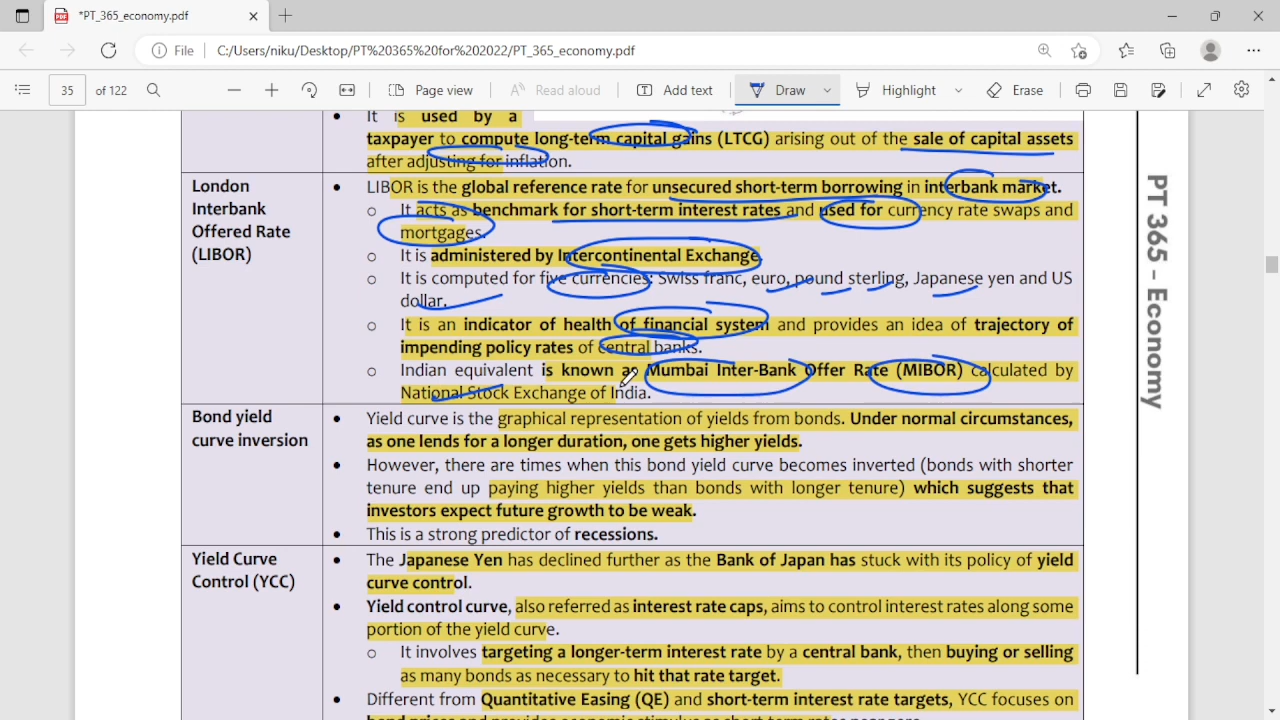 *PT_365_economy.pdf
File
C:/Users/niku/Desktop/PT%20365%20for%202022/PT_365_economy.pdf
35 of 122
Page view
Read aloud
Add text
Draw
Highlight
Erase
• It is used by a
taxpayer to compute long-term capital gains (LTCG) arising out of the sale of capital assets
after adjusting for inflation.
London
Interbank
Offered Rate
(LIBOR)
• LIBOR is the global reference rate for unsecured short-term borrowing in interbank market.
o It acts as benchmark for short-term interest rates and used for currency rate swaps and
mortgages.
o It is administered by Intercontinental Exchange.
o It is computed for five currencies: Swiss franc, euro, pound sterling, Japanese yen and US
dollar.
o It is an indicator of health of financial system and provides an idea of trajectory of
impending policy rates of central banks.
o Indian equivalent is known as Mumbai Inter-Bank Offer Rate (MIBOR) calculated by
National Stock Exchange of India.
Bond yield
curve inversion
• Yield curve is the graphical representation of yields from bonds. Under normal circumstances,
as one lends for a longer duration, one gets higher yields.
• However, there are times when this bond yield curve becomes inverted (bonds with shorter
tenure end up paying higher yields than bonds with longer tenure) which suggests that
investors expect future growth to be weak.
• This is a strong predictor of recessions.
Yield Curve
Control (YCC)
• The Japanese Yen has declined further as the Bank of Japan has stuck with its policy of yield
curve control.
• Yield control curve, also referred as interest rate caps, aims to control interest rates along some
portion of the yield curve.
o It involves targeting a longer-term interest rate by a central bank, then buying or selling
as many bonds as necessary to hit that rate target.
• Different from Quantitative Easing (QE) and short-term interest rate targets, YCC focuses on
PT 365 - Economy